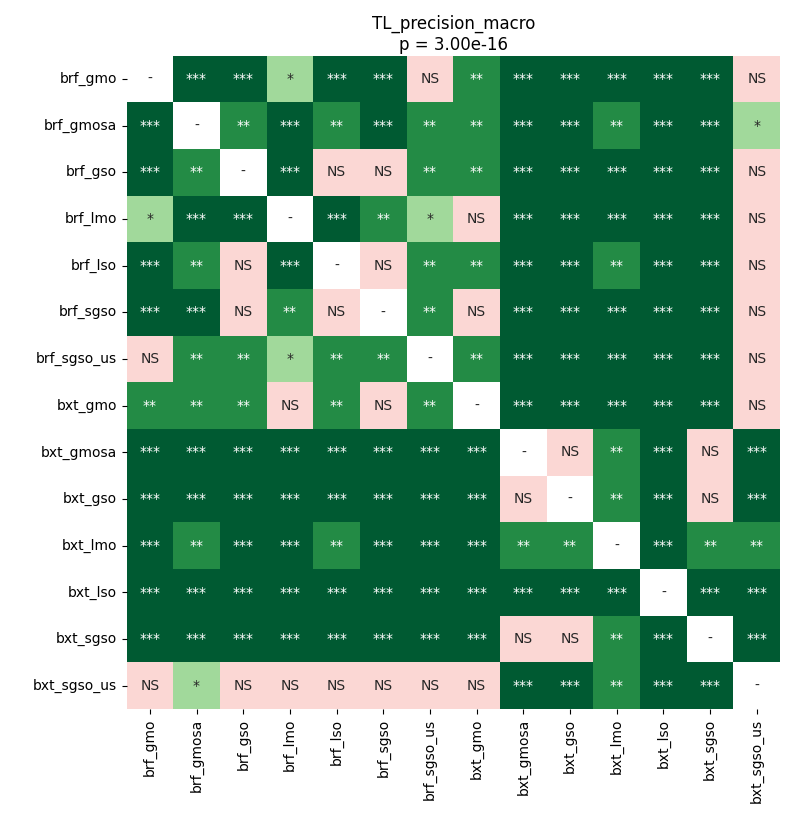 TL_precision_macro
p = 3.00e-16
brf_gmo - *** *** * *** *** NS ** *** *** *** *** *** NS
brf_gmosa *** - ** *** ** *** ** ** *** *** ** *** *** *
brf_gso *** ** - *** NS NS ** ** *** *** *** *** *** NS
brf_lmo * *** *** - *** ** * NS *** *** *** *** *** NS
brf_lso *** ** NS *** - NS ** ** *** *** ** *** *** NS
brf_sgso *** *** NS ** NS - ** NS *** *** *** *** *** NS
brf_sgso_us NS ** ** * ** ** - ** *** *** *** *** *** NS
bxt_gmo ** ** ** NS ** NS ** - *** *** *** *** *** NS
bxt_gmosa *** *** *** *** *** *** *** *** - NS ** *** NS ***
bxt_gso *** *** *** *** *** *** *** *** NS - ** *** NS ***
bxt_lmo *** ** *** *** ** *** *** *** ** ** - *** ** **
bxt_lso *** *** *** *** *** *** *** *** *** *** *** - *** ***
bxt_sgso *** *** *** *** *** *** *** *** NS NS ** *** - ***
bxt_sgso_us NS * NS NS NS NS NS NS *** *** ** *** *** -
brf_gmo brf_gmosa brf_gso brf_lmo brf_lso brf_sgso brf_sgso_us bxt_gmo bxt_gmosa bxt_gso bxt_lmo bxt_lso bxt_sgso bxt_sgso_us